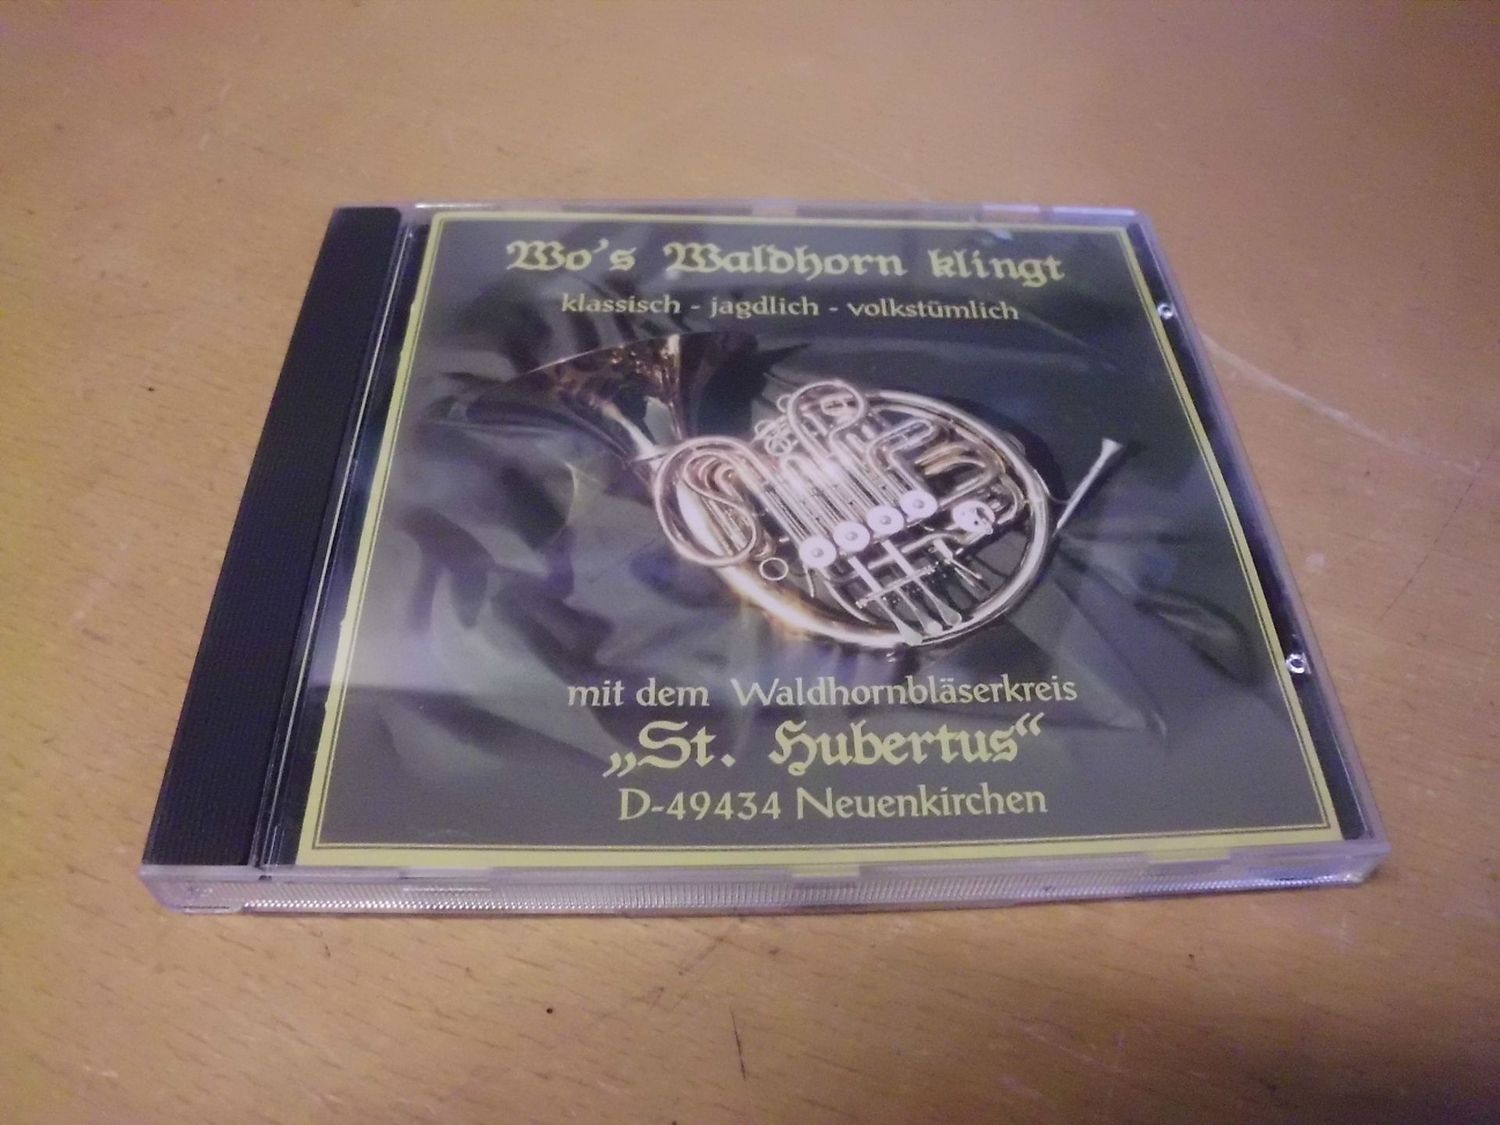 Wo's Waldhorn klingt
klassisch - jagdlich - volkstümlich
mit dem Waldhornbläserkreis
„St. Hubertus“
D-49434 Neuenkirchen